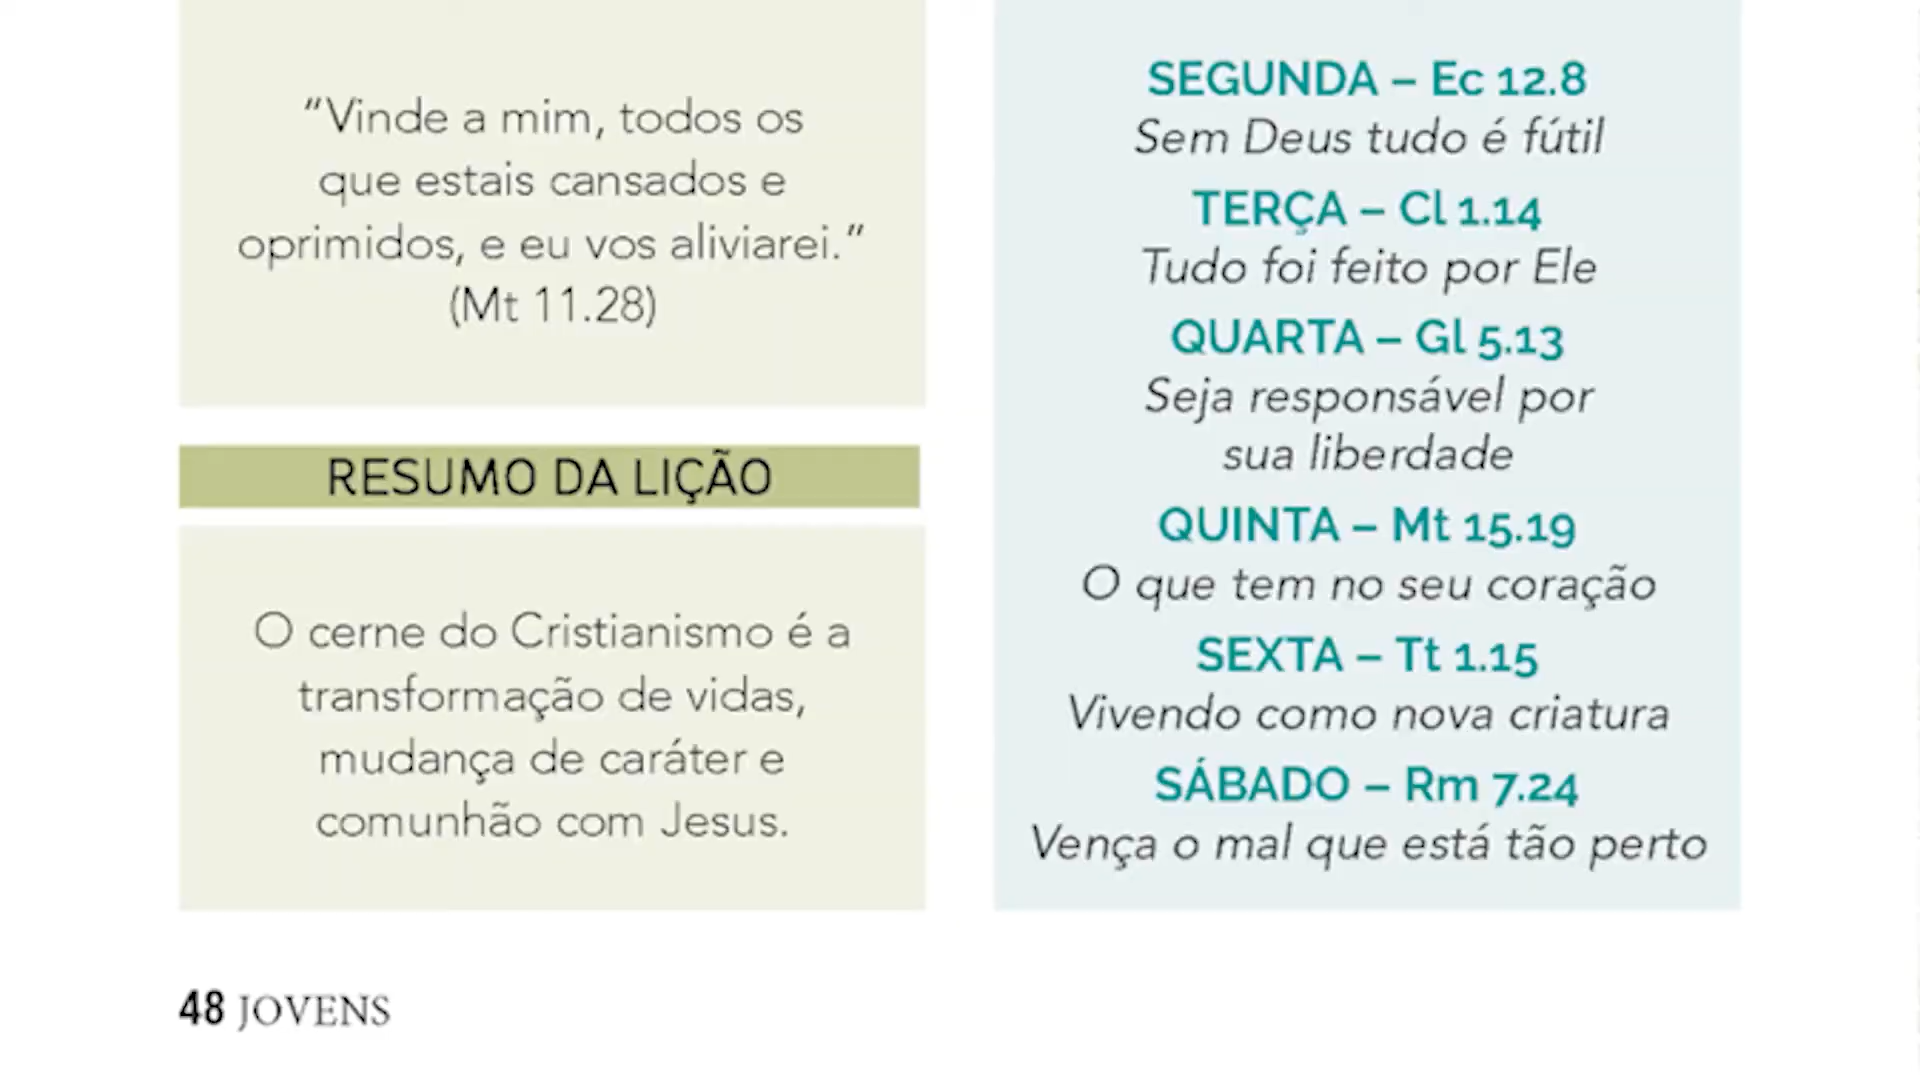 “Vinde a mim, todos os
que estais cansados e
oprimidos, e eu vos aliviarei.”
(Mt 11.28)
RESUMO DA LIÇÃO
O cerne do Cristianismo é a
transformação de vidas,
mudança de caráter e
comunhão com Jesus.
SEGUNDA – Ec 12.8
Sem Deus tudo é fútil
TERÇA – Cl 1.14
Tudo foi feito por Ele
QUARTA – Gl 5.13
Seja responsável por
sua liberdade
QUINTA – Mt 15.19
O que tem no seu coração
SEXTA – Tt 1.15
Vivendo como nova criatura
SÁBADO – Rm 7.24
Vença o mal que está tão perto
48 JOVENS